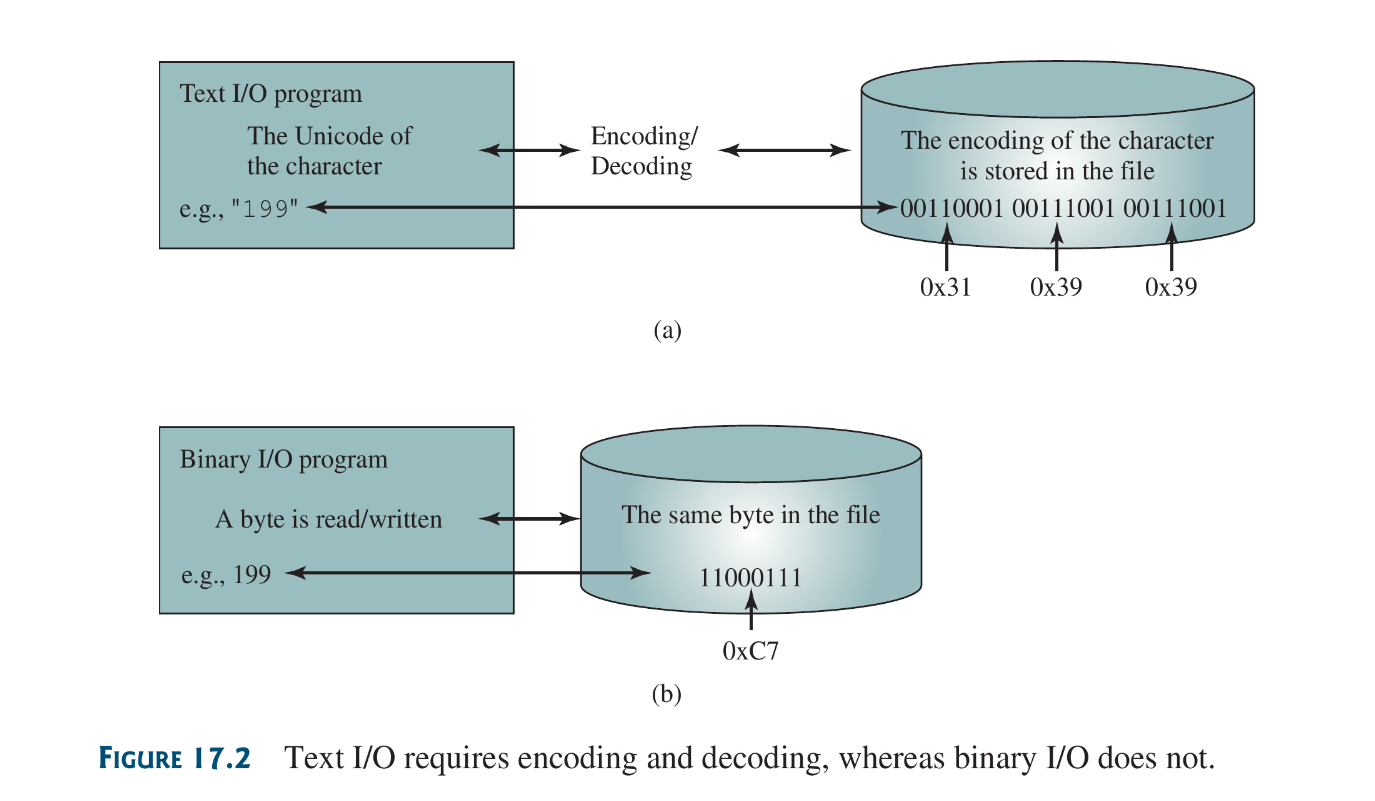 Text I/O program
The Unicode of
the character
e.g., "199"
Encoding/
Decoding
The encoding of the character
is stored in the file
00110001 00111001 00111001
0x31 0x39 0x39
(a)
Binary I/O program
A byte is read/written
e.g., 199
The same byte in the file
11000111
0xC7
(b)
FIGURE 17.2 Text I/O requires encoding and decoding, whereas binary I/O does not.